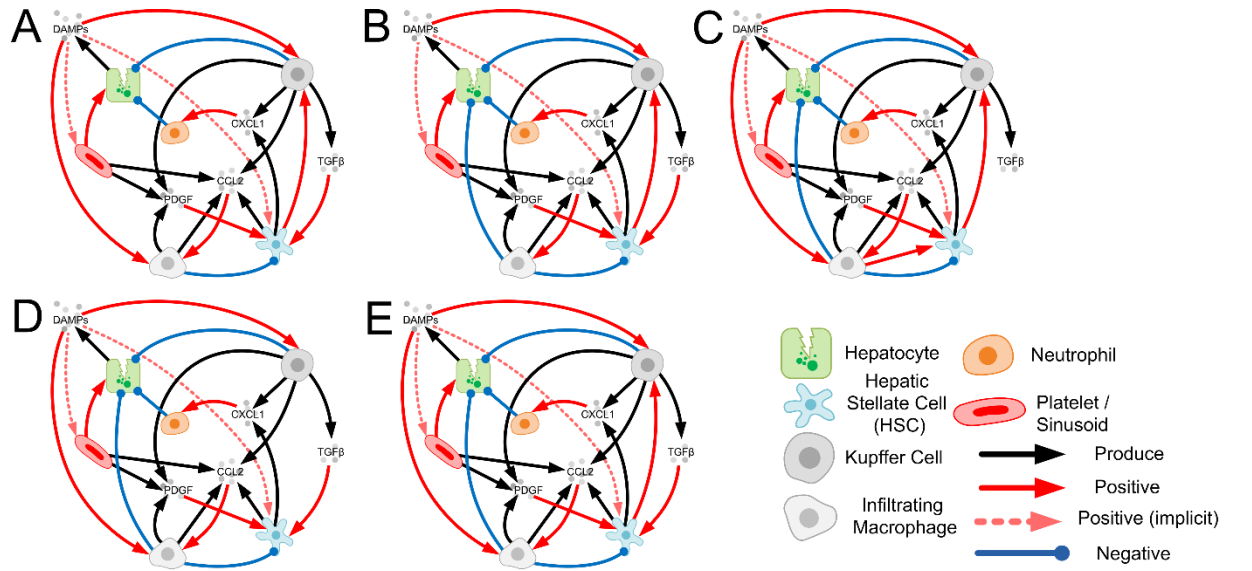 A
DAMPs
CXCL1
TGFβ
CCL2
PDGF
B
DAMPs
CXCL1
TGFβ
CCL2
PDGF
C
DAMPs
CXCL1
TGFβ
CCL2
PDGF
D
DAMPs
CXCL1
TGFβ
CCL2
PDGF
E
DAMPs
CXCL1
TGFβ
CCL2
PDGF
Hepatocyte
Neutrophil
Hepatic
Stellate Cell
(HSC)
Platelet /
Sinusoid
Kupffer Cell
Produce
Positive
Infiltrating
Macrophage
Positive (implicit)
Negative